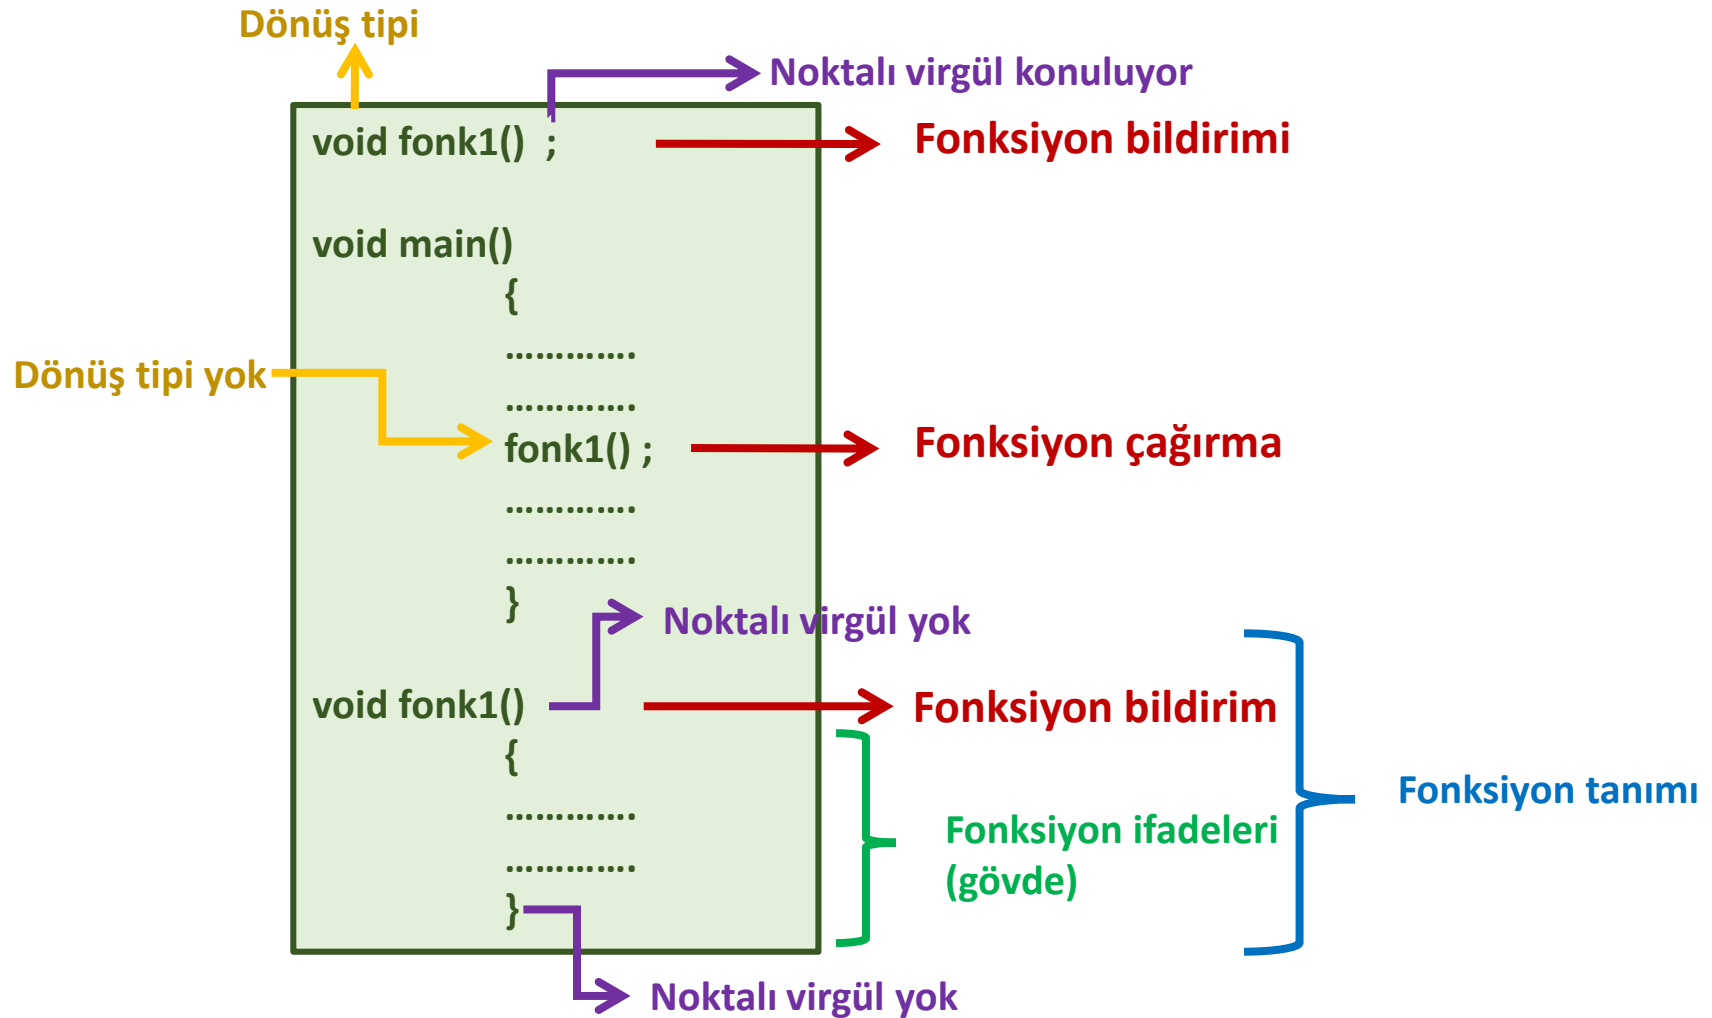 Dönüş tipi
Noktalı virgül konuluyor
void fonk1() ;
Fonksiyon bildirimi
void main()
{
.............
Dönüş tipi yok
.............
fonk1() ;
Fonksiyon çağırma
.............
.............
}
Noktalı virgül yok
void fonk1()
Fonksiyon bildirim
{
Fonksiyon tanımı
.............
Fonksiyon ifadeleri
.............
(gövde)
}
Noktalı virgül yok